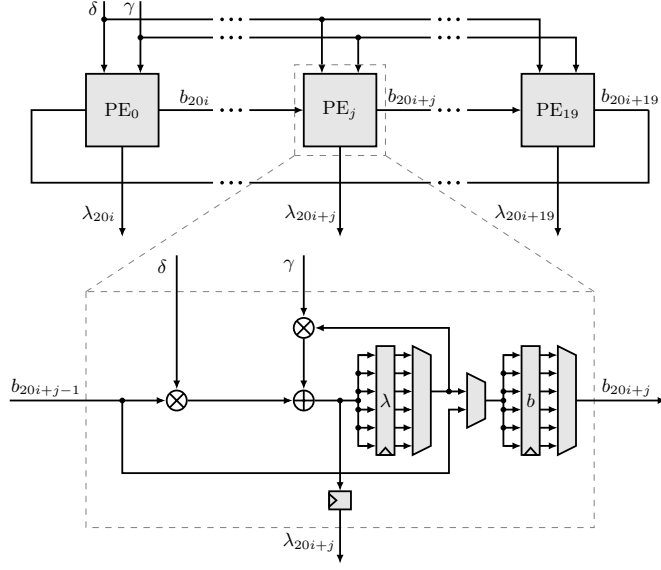 δ γ
PE₀ b₂₀ᵢ PEⱼ b₂₀ᵢ₊ⱼ PE₁₉ b₂₀ᵢ₊₁₉
λ₂₀ᵢ λ₂₀ᵢ₊ⱼ λ₂₀ᵢ₊₁₉
δ γ
b₂₀ᵢ₊ⱼ₋₁ λ b b₂₀ᵢ₊ⱼ
λ₂₀ᵢ₊ⱼ